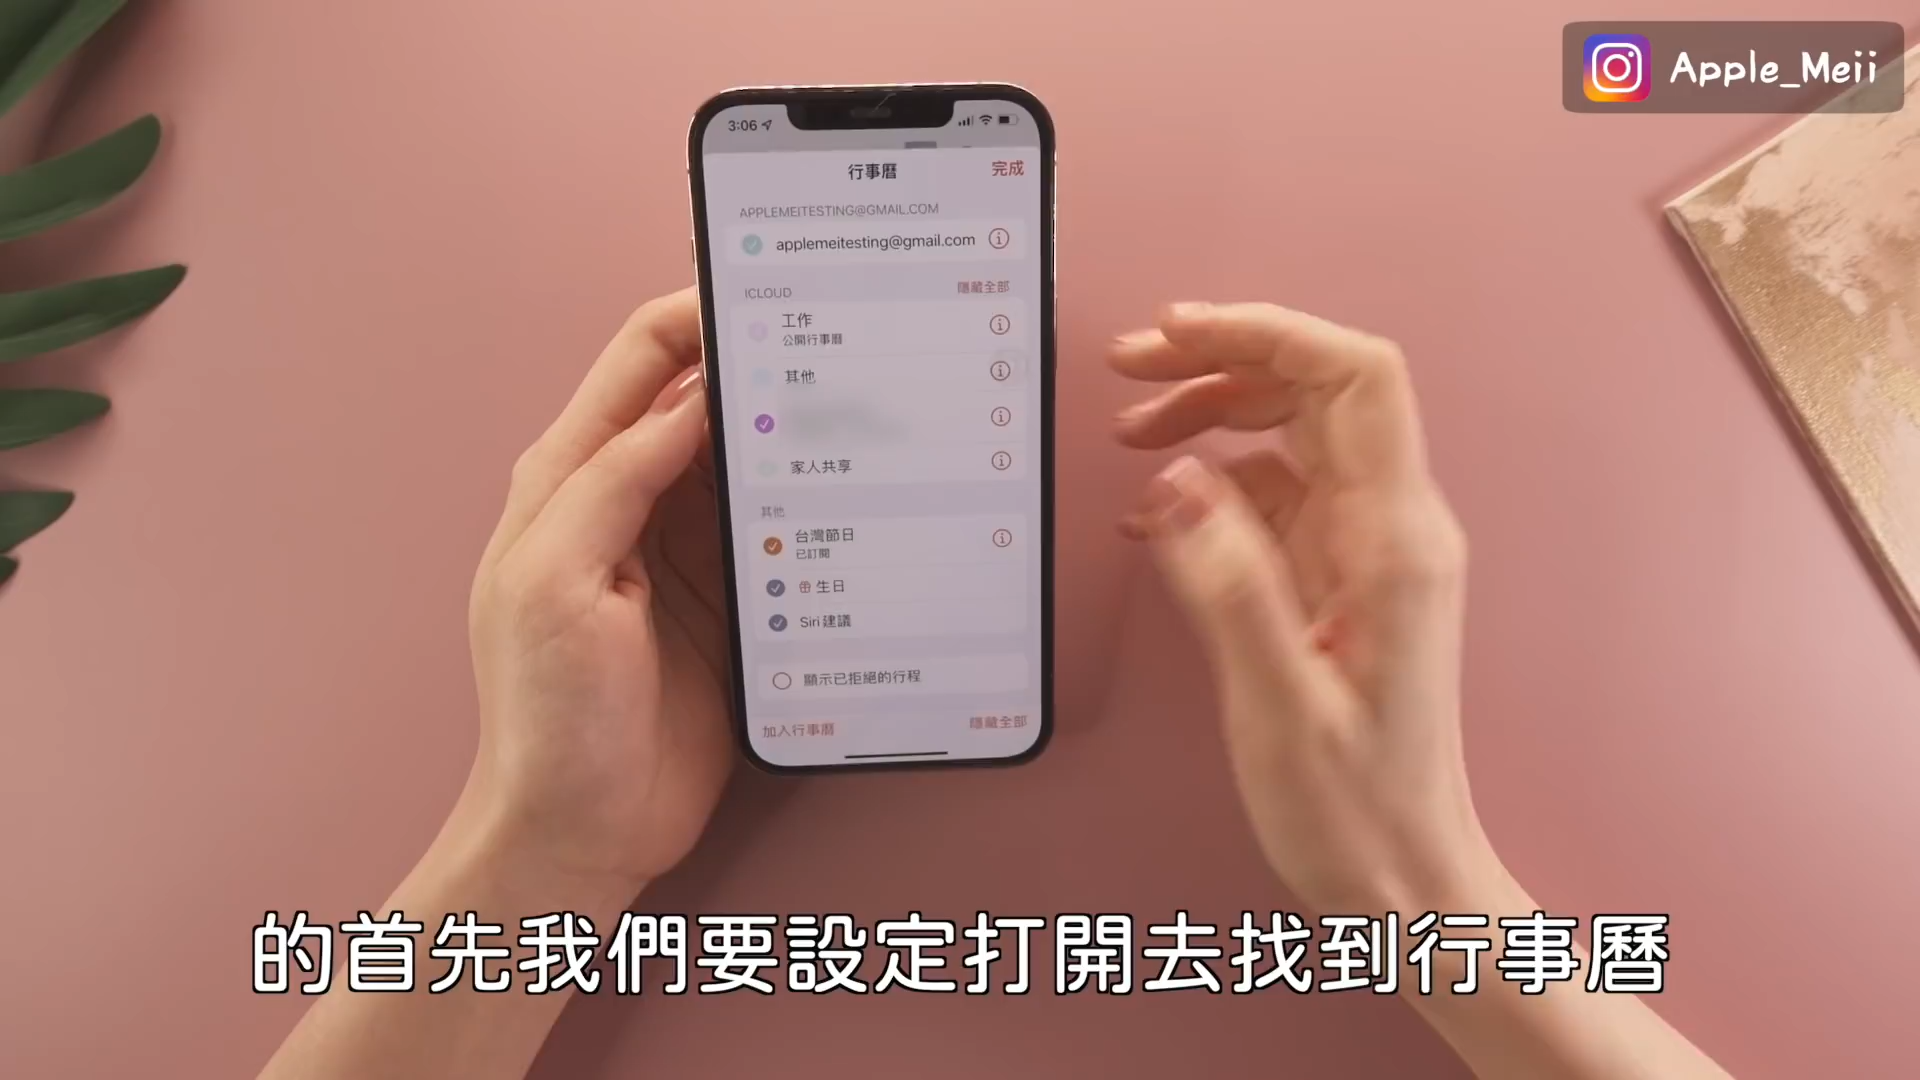 Apple_Meii
3:06
行事曆
完成
APPLEMEITESTING@GMAIL.COM
applemeitesting@gmail.com
ICLOUD
隱藏全部
工作
公開行事曆
其他
家人共享
其他
台灣節日
已訂閱
生日
Siri 建議
顯示已拒絕的行程
加入行事曆
隱藏全部
的首先我們要設定打開去找到行事曆